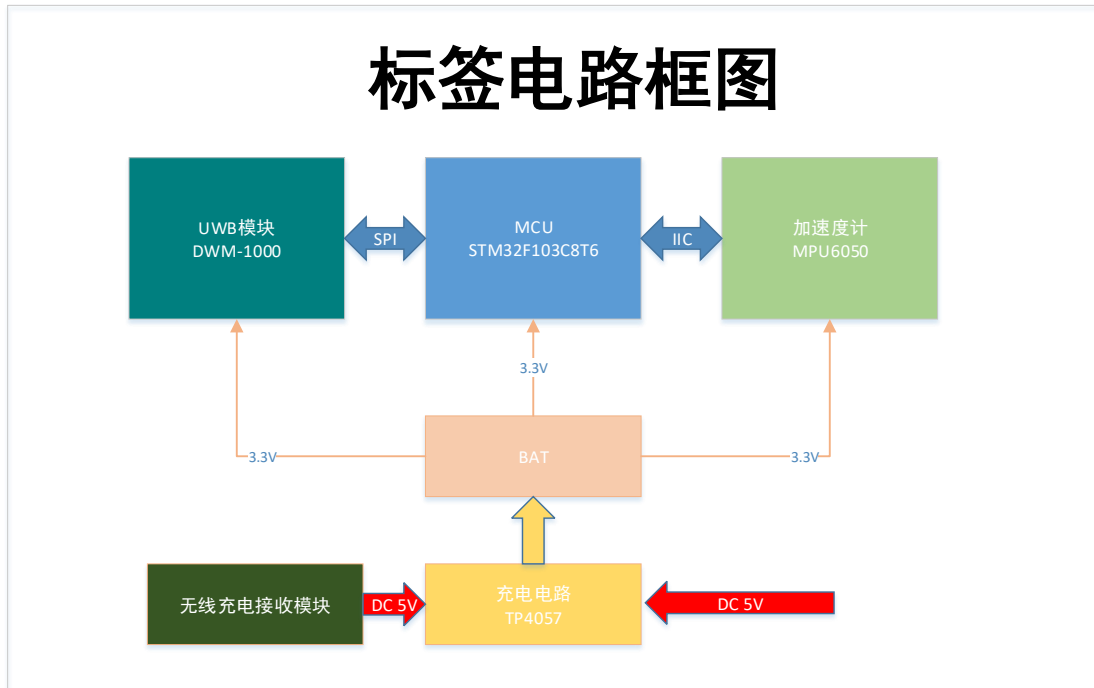 标签电路框图
UWB模块
DWM-1000
SPI
MCU
STM32F103C8T6
IIC
加速度计
MPU6050
3.3V
3.3V
BAT
3.3V
无线充电接收模块
DC 5V
充电电路
TP4057
DC 5V